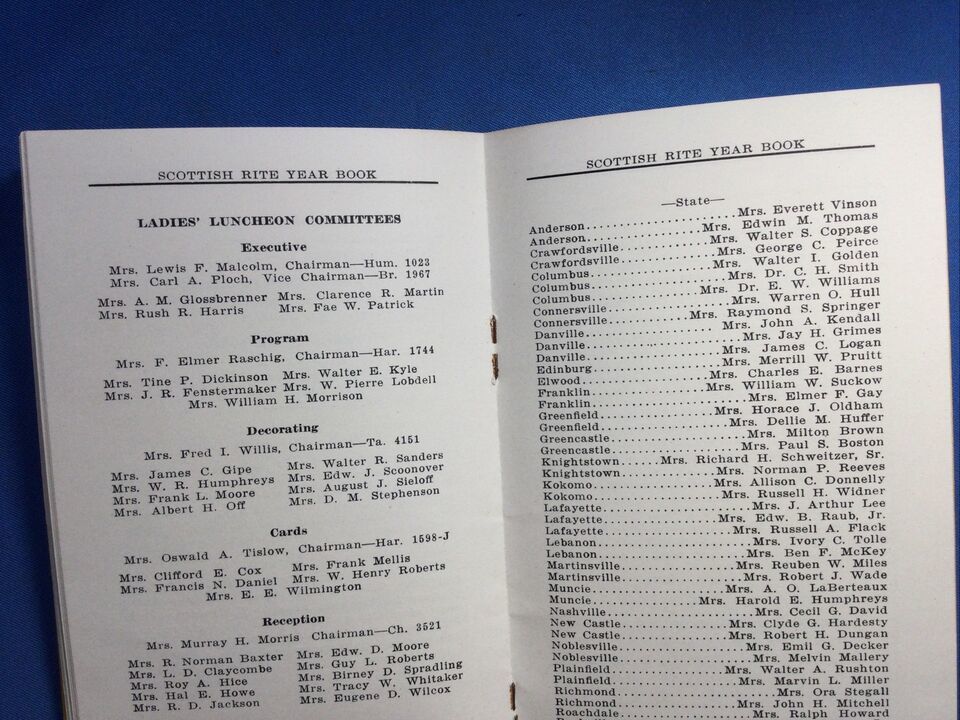 SCOTTISH RITE YEAR BOOK
LADIES' LUNCHEON COMMITTEES
Executive
Mrs. Lewis F. Malcolm, Chairman—Hum. 1023
Mrs. Carl A. Ploch, Vice Chairman—Br. 1967
Mrs. A. M. Glossbrenner Mrs. Clarence R. Martin
Mrs. Rush R. Harris Mrs. Fae W. Patrick
Program
Mrs. F. Elmer Raschig, Chairman—Har. 1744
Mrs. Tine P. Dickinson Mrs. Walter E. Kyle
Mrs. J. R. Fenstermaker Mrs. W. Pierre Lobdell
Mrs. William H. Morrison
Decorating
Mrs. Fred I. Willis, Chairman—Ta. 4151
Mrs. James C. Gipe Mrs. Walter R. Sanders
Mrs. W. R. Humphreys Mrs. Edw. J. Scoonover
Mrs. Frank L. Moore Mrs. August J. Sieloff
Mrs. Albert H. Off Mrs. D. M. Stephenson
Cards
Mrs. Oswald A. Tislow, Chairman—Har. 1598-J
Mrs. Clifford E. Cox Mrs. Frank Mellis
Mrs. Francis N. Daniel Mrs. W. Henry Roberts
Mrs. E. E. Wilmington
Reception
Mrs. Murray H. Morris Chairman—Ch. 3521
Mrs. R. Norman Baxter Mrs. Edw. D. Moore
Mrs. L. D. Claycombe Mrs. Guy L. Roberts
Mrs. Roy A. Hice Mrs. Birney D. Spradling
Mrs. Hal E. Howe Mrs. Tracy W. Whitaker
Mrs. R. D. Jackson Mrs. Eugene D. Wilcox
SCOTTISH RITE YEAR BOOK
—State—
Anderson.......................Mrs. Everett Vinson
Anderson..................Mrs. Edwin M. Thomas
Crawfordsville..............Mrs. Walter S. Coppage
Crawfordsville...............Mrs. George C. Peirce
Columbus...................Mrs. Walter I. Golden
Columbus.....................Mrs. Dr. C. H. Smith
Columbus.................Mrs. Dr. E. W. Williams
Connersville...................Mrs. Warren O. Hull
Connersville.............Mrs. Raymond S. Springer
Danville....................Mrs. John A. Kendall
Danville.....................Mrs. Jay H. Grimes
Danville.....................Mrs. James C. Logan
Edinburg....................Mrs. Merrill W. Pruitt
Elwood.....................Mrs. Charles E. Barnes
Franklin..................Mrs. William W. Suckow
Franklin........................Mrs. Elmer F. Gay
Greenfield..................Mrs. Horace J. Oldham
Greenfield....................Mrs. Dellie M. Huffer
Greencastle....................Mrs. Milton Brown
Greencastle....................Mrs. Paul S. Boston
Knightstown......Mrs. Richard H. Schweitzer, Sr.
Knightstown...............Mrs. Norman P. Reeves
Kokomo...................Mrs. Allison C. Donnelly
Kokomo....................Mrs. Russell H. Widner
Lafayette.......................Mrs. J. Arthur Lee
Lafayette..................Mrs. Edw. B. Raub, Jr.
Lafayette....................Mrs. Russell A. Flack
Lebanon........................Mrs. Ivory C. Tolle
Lebanon.......................Mrs. Ben F. McKey
Martinsville..................Mrs. Reuben W. Miles
Martinsville...................Mrs. Robert J. Wade
Muncie.....................Mrs. A. O. LaBerteaux
Muncie................Mrs. Harold E. Humphreys
Nashville......................Mrs. Cecil G. David
New Castle.................Mrs. Clyde G. Hardesty
New Castle.................Mrs. Robert H. Dungan
Noblesville....................Mrs. Emil G. Decker
Noblesville....................Mrs. Melvin Mallery
Plainfield..................Mrs. Walter A. Rushton
Plainfield....................Mrs. Marvin L. Miller
Richmond........................Mrs. Ora Stegall
Richmond...................Mrs. John H. Mitchell
Roachdale.....................Mrs. Ralph Howard